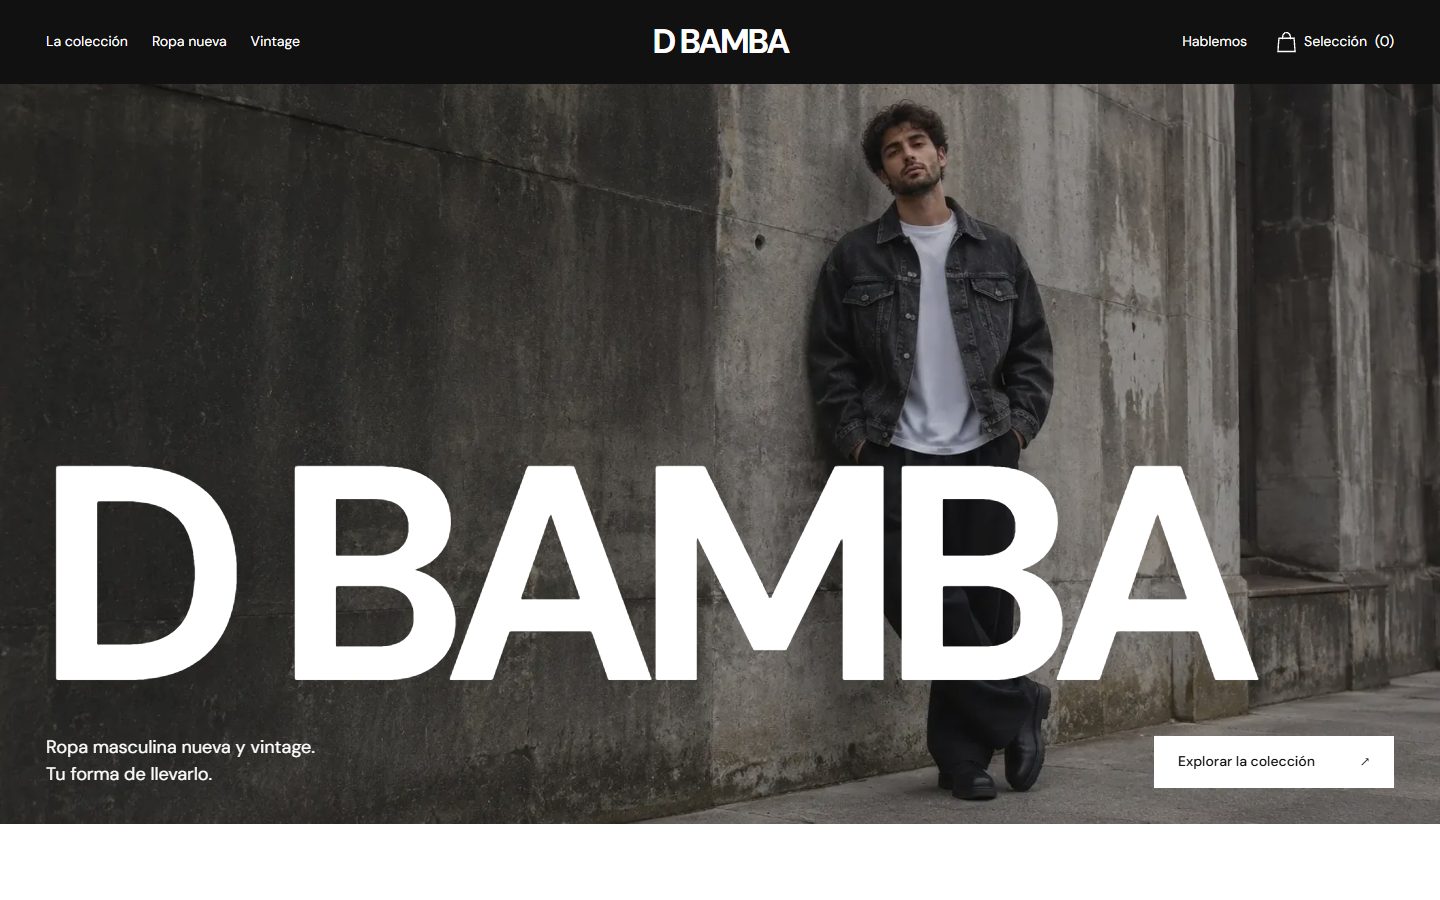 La colección
Ropa nueva
Vintage
D BAMBA
Hablemos
Selección (0)
D BAMBA
Ropa masculina nueva y vintage.
Tu forma de llevarlo.
Explorar la colección ↗